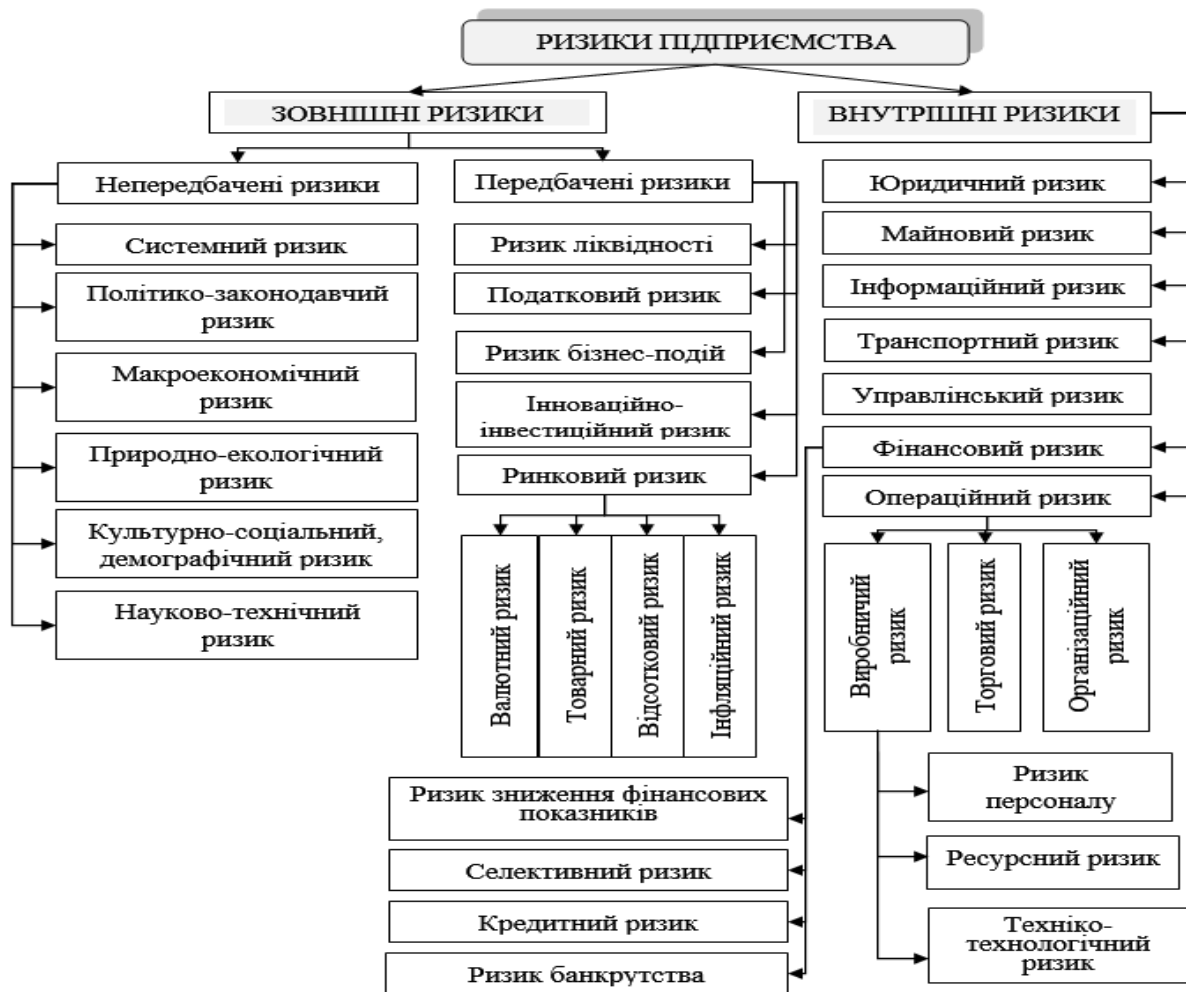 РИЗИКИ ПІДПРИЄМСТВА
ЗОВНІШНІ РИЗИКИ
ВНУТРІШНІ РИЗИКИ
Непередбачені ризики
Системний ризик
Політико-законодавчий
ризик
Макроекономічний
ризик
Природно-екологічний
ризик
Культурно-соціальний,
демографічний ризик
Науково-технічний
ризик
Передбачені ризики
Ризик ліквідності
Податковий ризик
Ризик бізнес-подій
Інноваційно-
інвестиційний ризик
Ринковий ризик
Валютний ризик
Товарний ризик
Відсотковий ризик
Інфляційний ризик
Юридичний ризик
Майновий ризик
Інформаційний ризик
Транспортний ризик
Управлінський ризик
Фінансовий ризик
Операційний ризик
Виробничий
ризик
Торговий ризик
Організаційний
ризик
Ризик зниження фінансових
показників
Селективний ризик
Кредитний ризик
Ризик банкрутства
Ризик
персоналу
Ресурсний ризик
Техніко-
технологічний
ризик